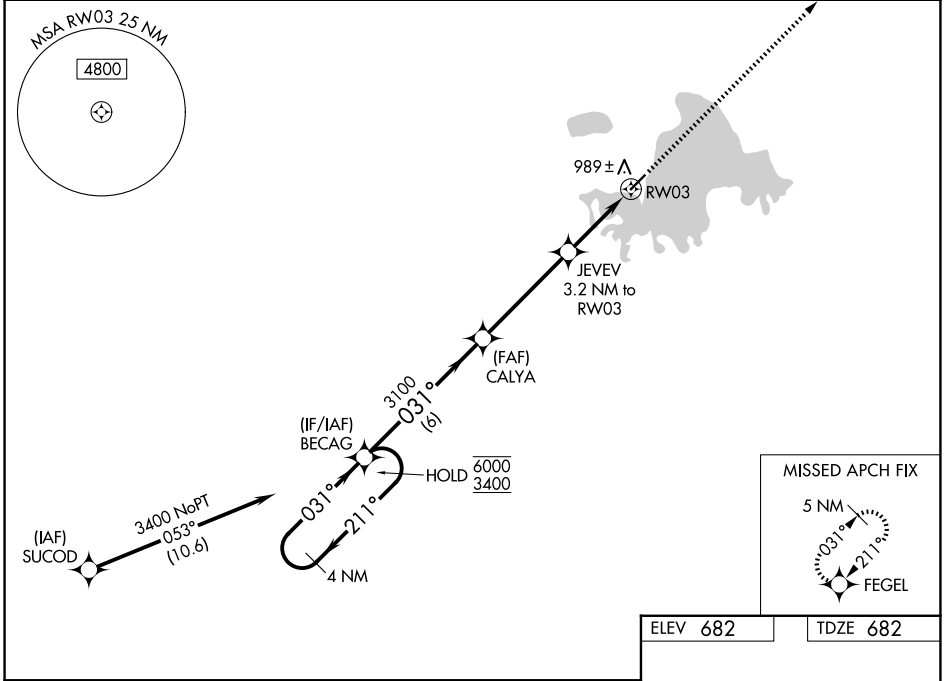 MSA RW03 25 NM
4800
989±
RW03
JEVEV
3.2 NM to
RW03
(FAF)
CALYA
3100
031°
(6)
(IF/IAF)
BECAG
HOLD 6000
3400
031°
211°
4 NM
(IAF)
SUCOD
3400 NoPT
053°
(10.6)
MISSED APCH FIX
5 NM
031°
211°
FEGEL
ELEV 682
TDZE 682